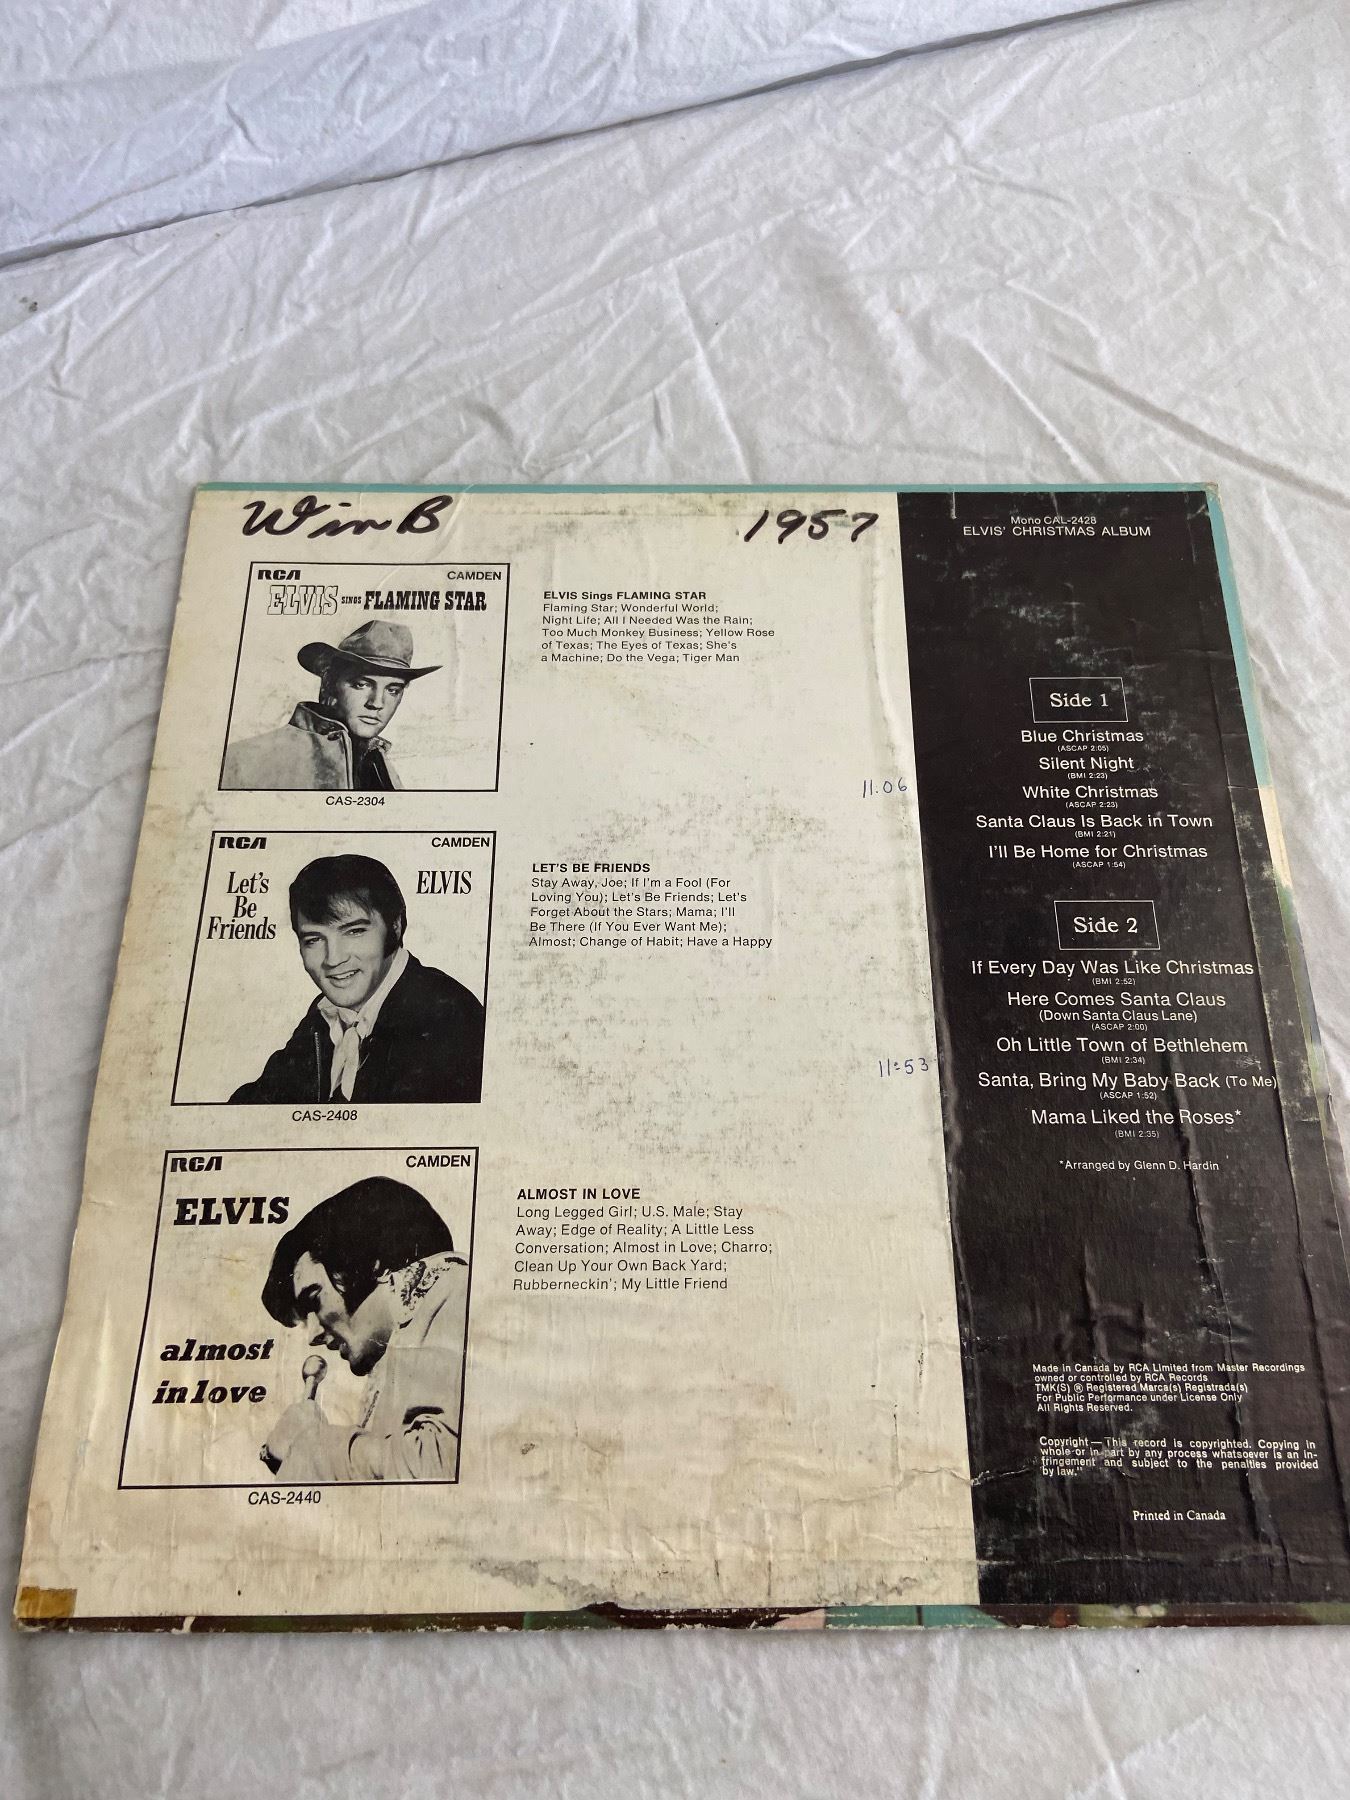 Win B
1957
RCA CAMDEN
ELVIS SINGS FLAMING STAR
CAS-2304
ELVIS Sings FLAMING STAR
Flaming Star; Wonderful World;
Night Life; All I Needed Was the Rain;
Too Much Monkey Business; Yellow Rose
of Texas; The Eyes of Texas; She's
a Machine; Do the Vega; Tiger Man
RCA CAMDEN
Let's
Be
Friends
ELVIS
CAS-2408
LET'S BE FRIENDS
Stay Away, Joe; If I'm a Fool (For
Loving You); Let's Be Friends; Let's
Forget About the Stars; Mama; I'll
Be There (If You Ever Want Me);
Almost; Change of Habit; Have a Happy
RCA CAMDEN
ELVIS
almost
in love
CAS-2440
ALMOST IN LOVE
Long Legged Girl; U.S. Male; Stay
Away; Edge of Reality; A Little Less
Conversation; Almost in Love; Charro;
Clean Up Your Own Back Yard;
Rubberneckin'; My Little Friend
11.06
11:53
Mono CAL-2428
ELVIS' CHRISTMAS ALBUM
Side 1
Blue Christmas
(ASCAP 2:05)
Silent Night
(BMI 2:23)
White Christmas
(ASCAP 2:23)
Santa Claus Is Back in Town
(BMI 2:21)
I'll Be Home for Christmas
(ASCAP 1:54)
Side 2
If Every Day Was Like Christmas
(BMI 2:52)
Here Comes Santa Claus
(Down Santa Claus Lane)
(ASCAP 2:00)
Oh Little Town of Bethlehem
(BMI 2:34)
Santa, Bring My Baby Back (To Me)
(ASCAP 1:52)
Mama Liked the Roses*
(BMI 2:35)
*Arranged by Glenn D. Hardin
Made in Canada by RCA Limited from Master Recordings
owned or controlled by RCA Records
TMK(S) ® Registered Marca(s) Registrada(s)
For Public Performance under License Only
All Rights Reserved.
Copyright—This record is copyrighted. Copying in
whole or in part by any process whatsoever is an in-
fringement and subject to the penalties provided
by law."
Printed in Canada